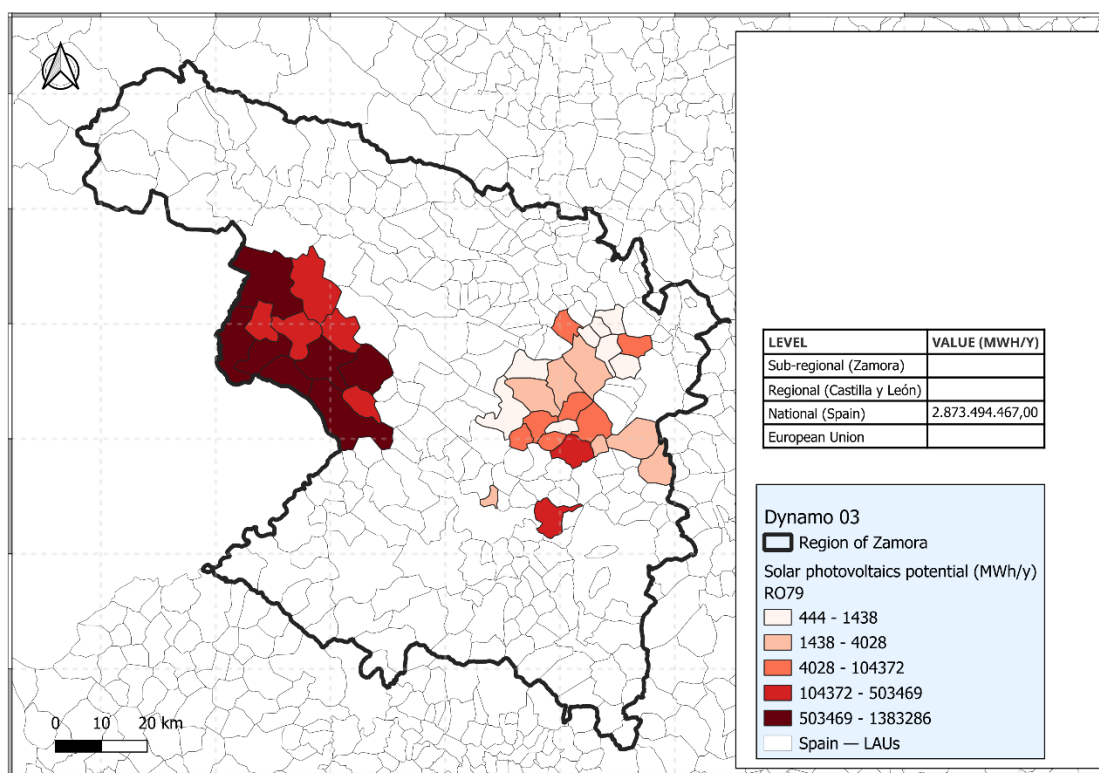 LEVEL VALUE (MWH/Y)
Sub-regional (Zamora)
Regional (Castilla y León)
National (Spain) 2.873.494.467,00
European Union
Dynamo 03
Region of Zamora
Solar photovoltaics potential (MWh/y)
RO79
444 - 1438
1438 - 4028
4028 - 104372
104372 - 503469
503469 - 1383286
Spain — LAUs
0 10 20 km